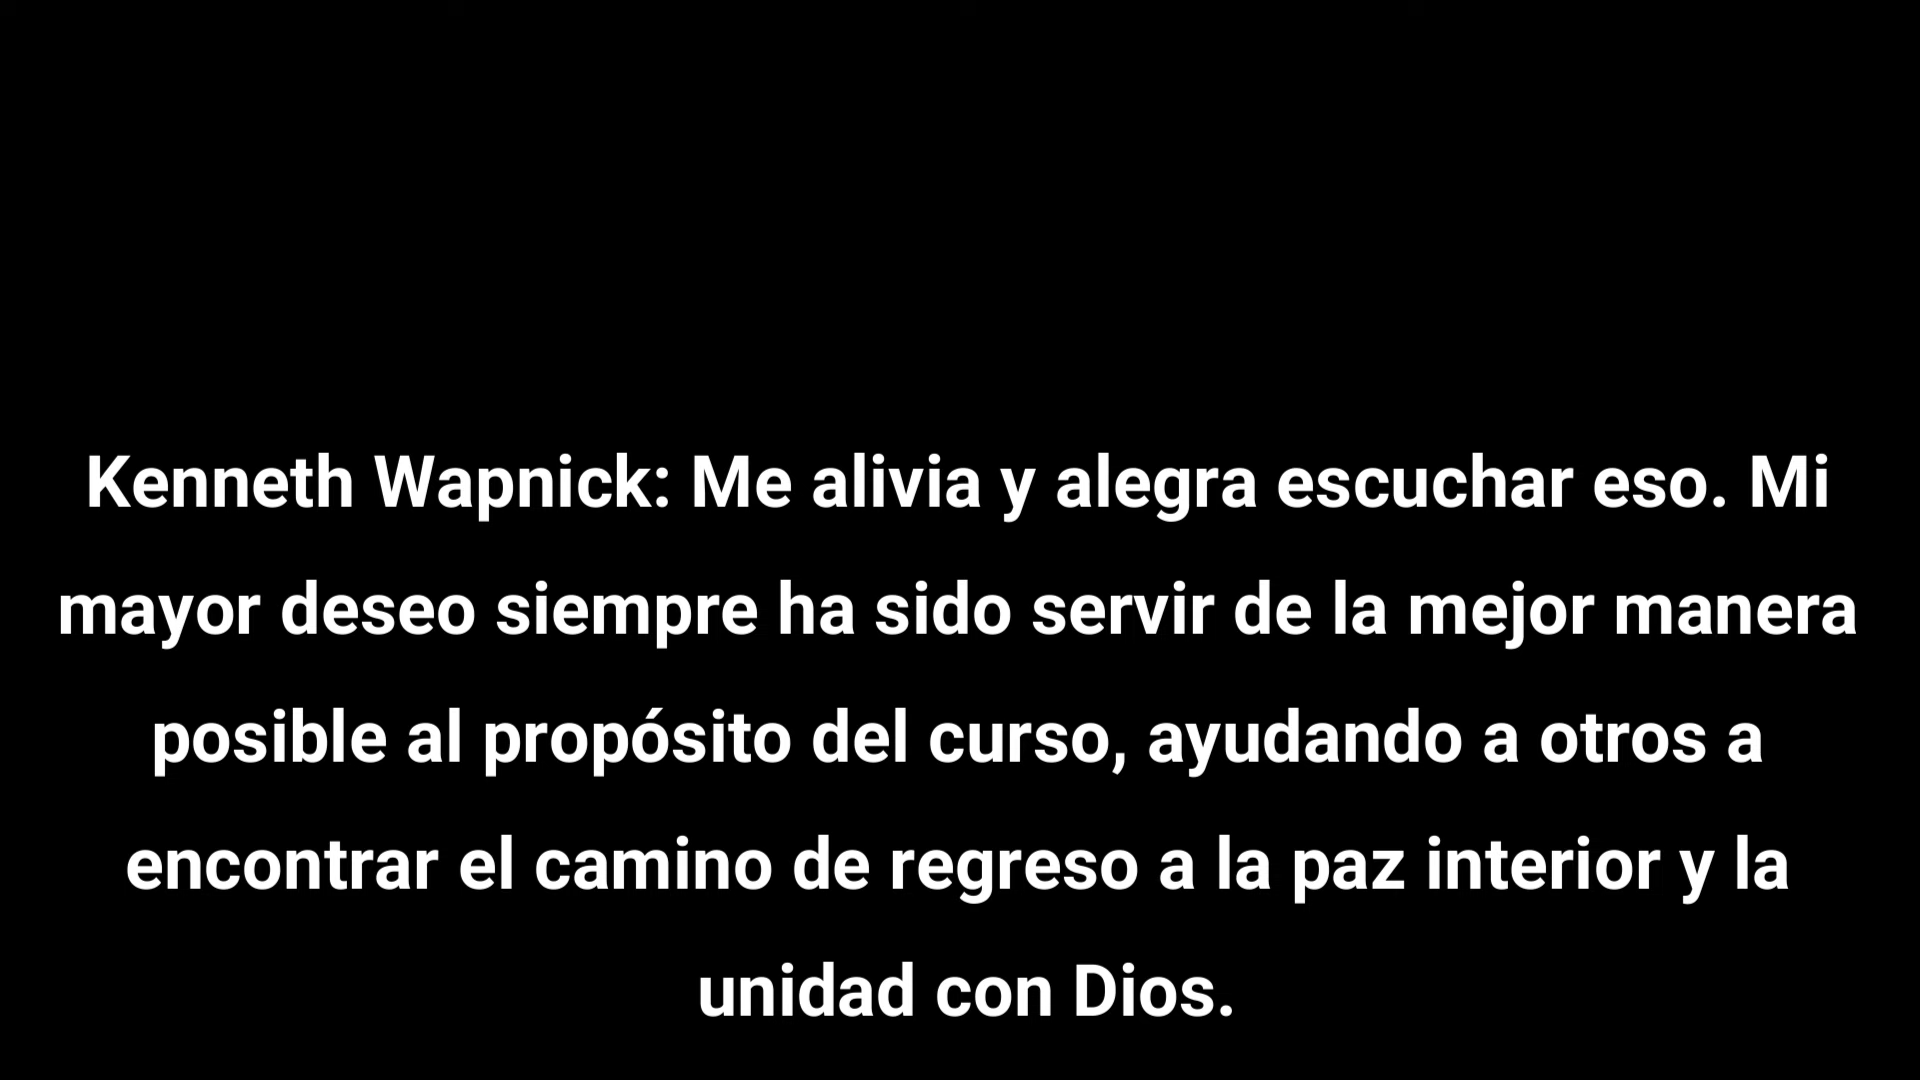 Kenneth Wapnick: Me alivia y alegra escuchar eso. Mi
mayor deseo siempre ha sido servir de la mejor manera
posible al propósito del curso, ayudando a otros a
encontrar el camino de regreso a la paz interior y la
unidad con Dios.